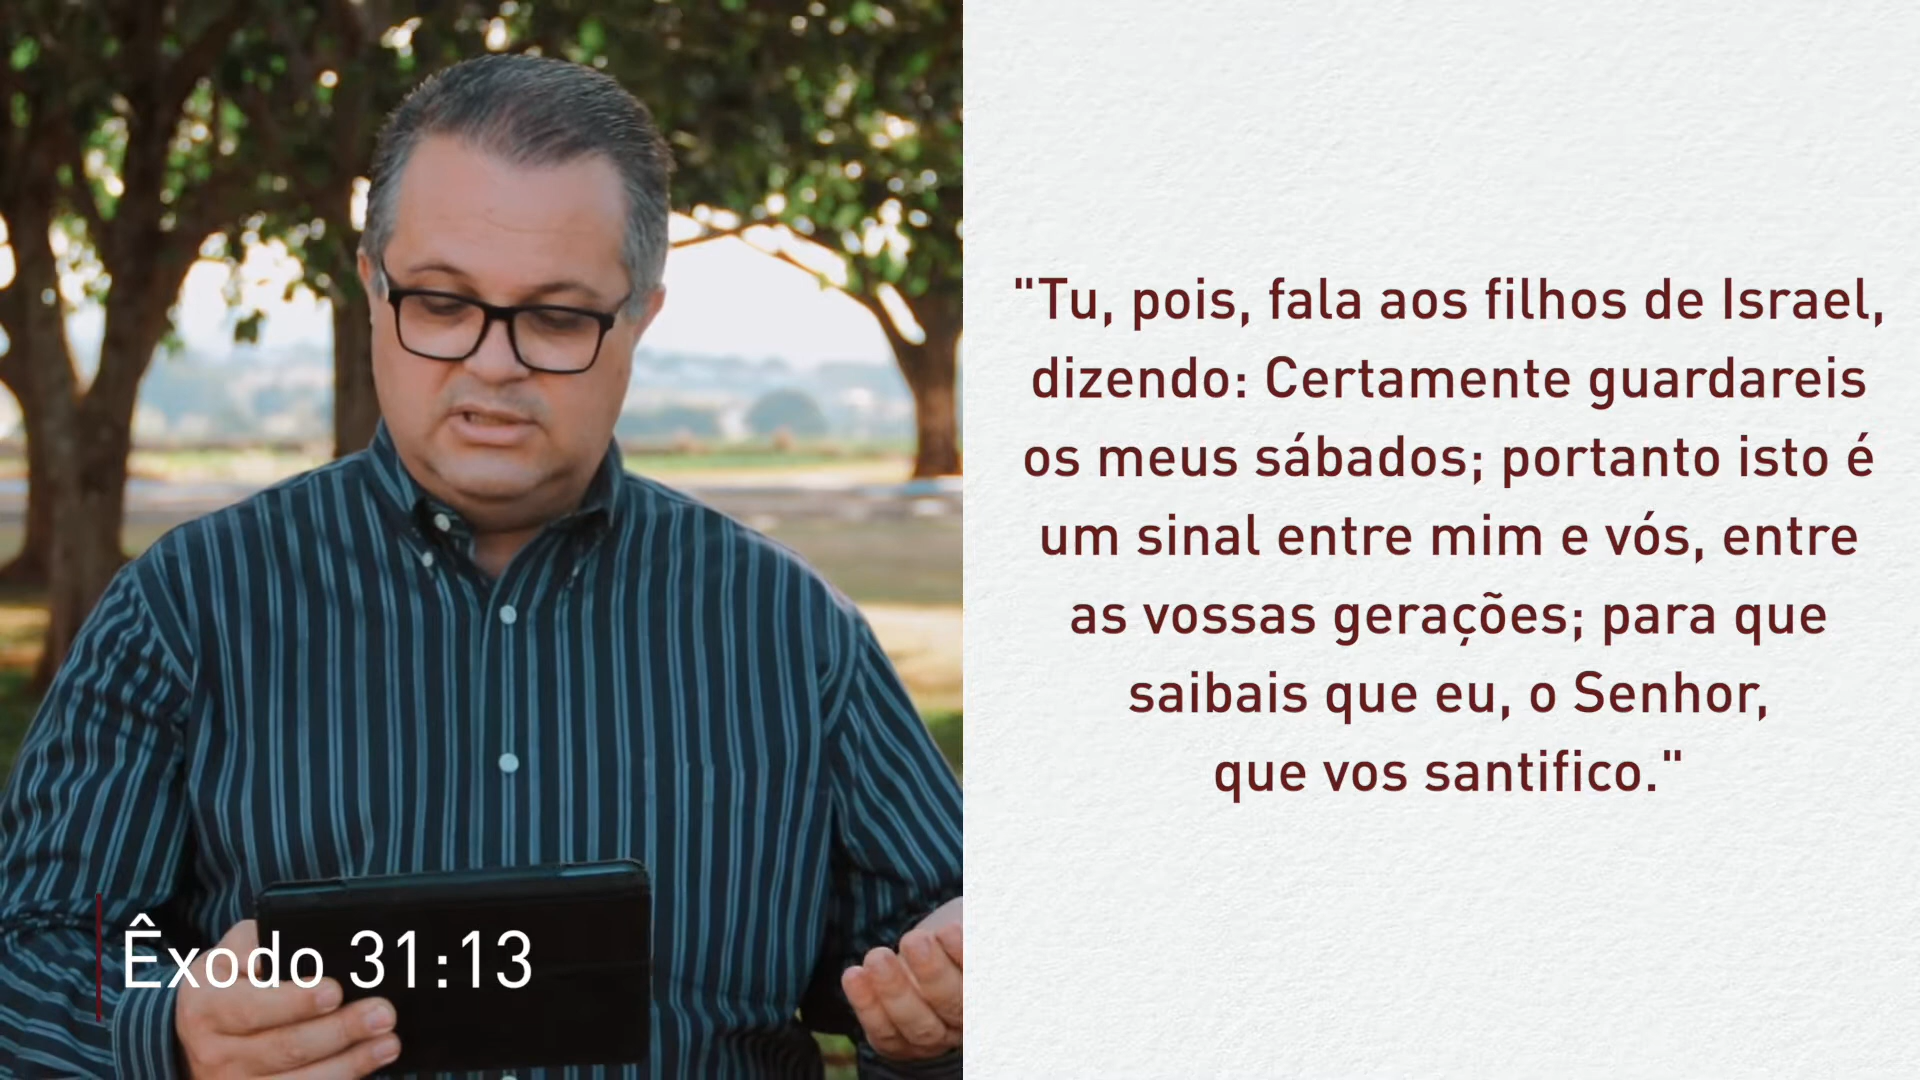 "Tu, pois, fala aos filhos de Israel,
dizendo: Certamente guardareis
os meus sábados; portanto isto é
um sinal entre mim e vós, entre
as vossas gerações; para que
saibais que eu, o Senhor,
que vos santifico."
Êxodo 31:13